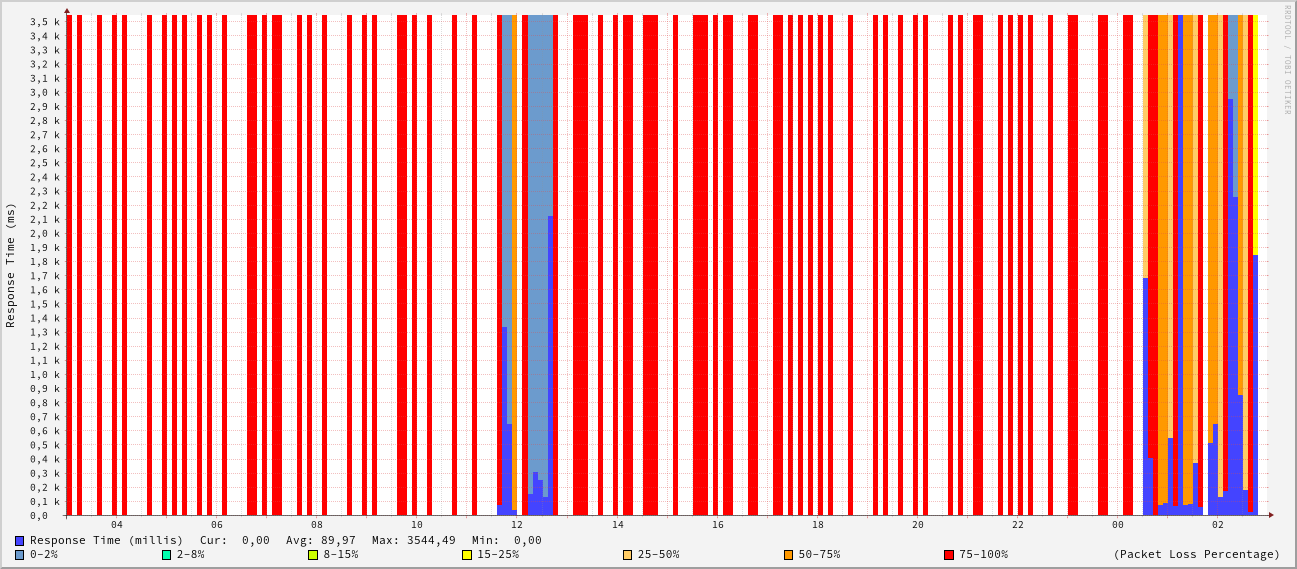 RRDTOOL / TOBI OETIKER
Response Time (ms)
3,5 k
3,4 k
3,3 k
3,2 k
3,1 k
3,0 k
2,9 k
2,8 k
2,7 k
2,6 k
2,5 k
2,4 k
2,3 k
2,2 k
2,1 k
2,0 k
1,9 k
1,8 k
1,7 k
1,6 k
1,5 k
1,4 k
1,3 k
1,2 k
1,1 k
1,0 k
0,9 k
0,8 k
0,7 k
0,6 k
0,5 k
0,4 k
0,3 k
0,2 k
0,1 k
0,0
04 06 08 10 12 14 16 18 20 22 00 02
Response Time (millis) Cur: 0,00 Avg: 89,97 Max: 3544,49 Min: 0,00
0-2% 2-8% 8-15% 15-25% 25-50% 50-75% 75-100% (Packet Loss Percentage)